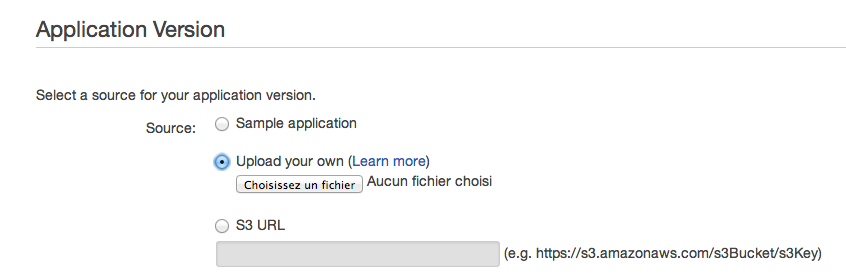 Application Version
Select a source for your application version.
Source: Sample application
Upload your own (Learn more)
Choisissez un fichier Aucun fichier choisi
S3 URL
(e.g. https://s3.amazonaws.com/s3Bucket/s3Key)